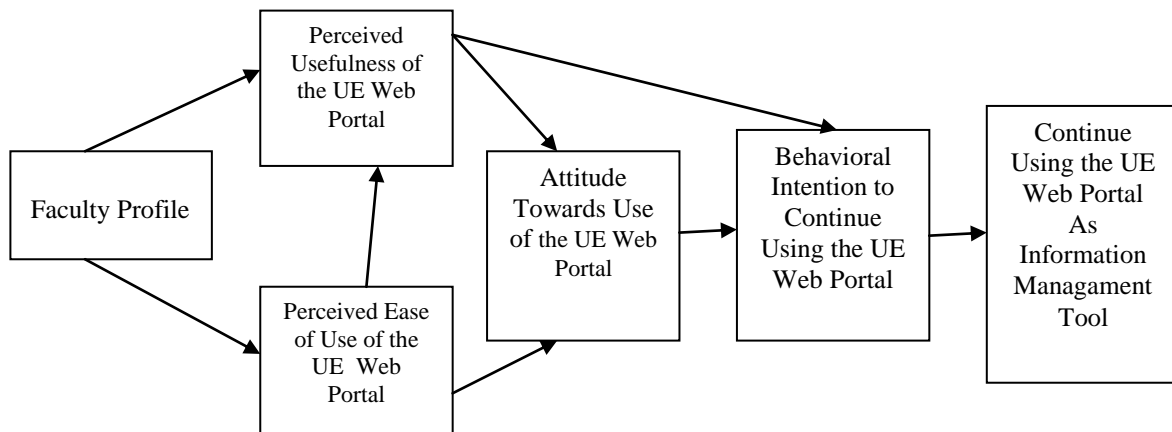 Perceived
Usefulness of
the UE Web
Portal
Faculty Profile
Perceived Ease
of Use of the
UE Web
Portal
Attitude
Towards Use
of the UE Web
Portal
Behavioral
Intention to
Continue
Using the UE
Web Portal
Continue
Using the UE
Web Portal
As
Information
Managament
Tool